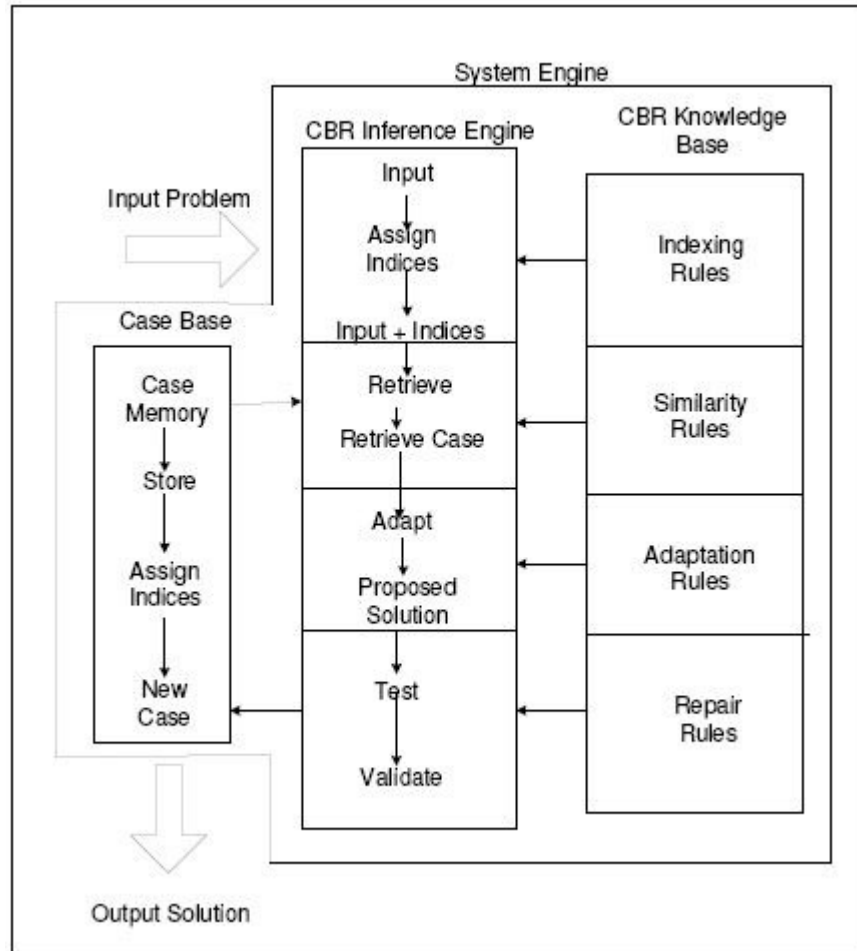 System Engine
CBR Inference Engine
CBR Knowledge
Base
Input Problem
Input
Assign
Indices
Input + Indices
Indexing
Rules
Case Base
Case
Memory
Store
Assign
Indices
New
Case
Retrieve
Retrieve Case
Similarity
Rules
Adapt
Proposed
Solution
Adaptation
Rules
Test
Validate
Repair
Rules
Output Solution